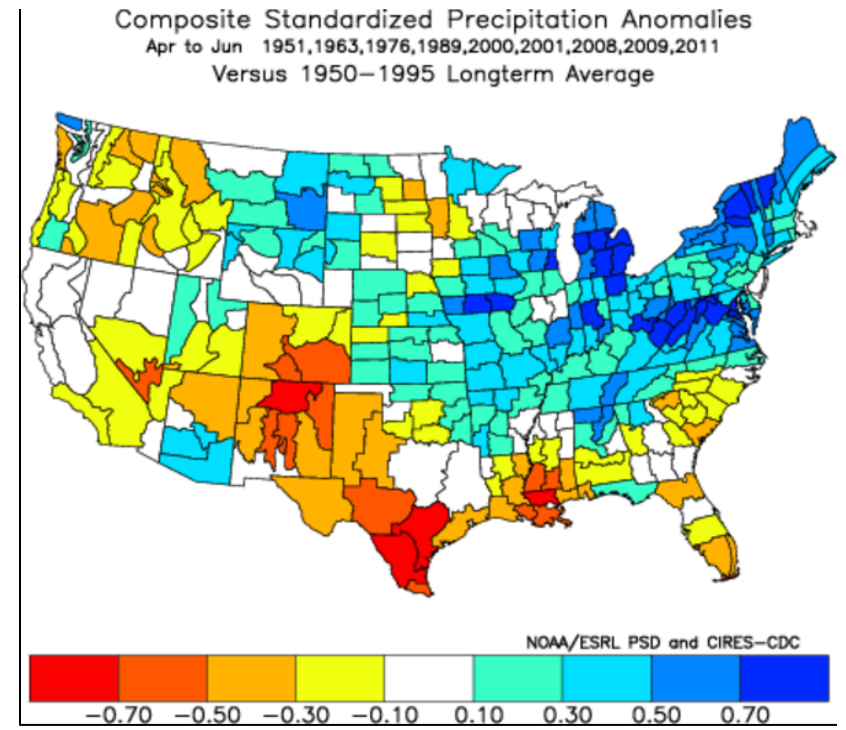 Composite Standardized Precipitation Anomalies
Apr to Jun 1951,1963,1976,1989,2000,2001,2008,2009,2011
Versus 1950−1995 Longterm Average
NOAA/ESRL PSD and CIRES−CDC
−0.70 −0.50 −0.30 −0.10 0.10 0.30 0.50 0.70